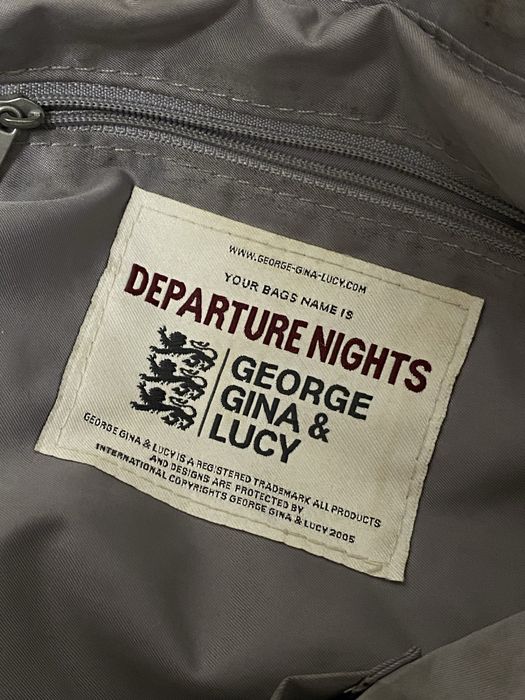 WWW.GEORGE-GINA-LUCY.COM
YOUR BAGS NAME IS
DEPARTURE NIGHTS
GEORGE
GINA &
LUCY
GEORGE GINA & LUCY IS A REGISTERED TRADEMARK ALL PRODUCTS
AND DESIGNS ARE PROTECTED BY
INTERNATIONAL COPYRIGHTS GEORGE GINA & LUCY 2005